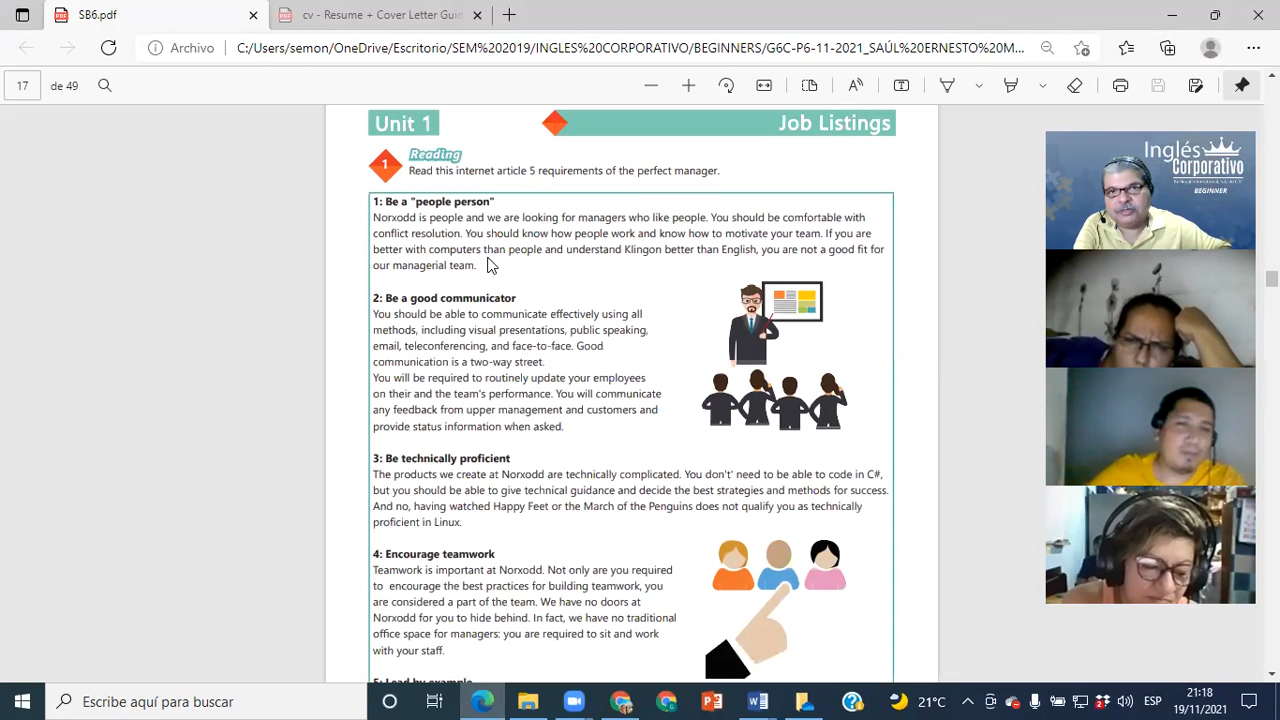 SB6.pdf
cv - Resume + Cover Letter Guid
Archivo
C:/Users/semon/OneDrive/Escritorio/SEM%202019/INGLES%20CORPORATIVO/BEGINNERS/G6C-P6-11-2021_SAÚL%20ERNESTO%20M...
17
de 49
Unit 1
Job Listings
Reading
1
Read this internet article 5 requirements of the perfect manager.
1: Be a "people person"
Norxodd is people and we are looking for managers who like people. You should be comfortable with
conflict resolution. You should know how people work and know how to motivate your team. If you are
better with computers than people and understand Klingon better than English, you are not a good fit for
our managerial team.
2: Be a good communicator
You should be able to communicate effectively using all
methods, including visual presentations, public speaking,
email, teleconferencing, and face-to-face. Good
communication is a two-way street.
You will be required to routinely update your employees
on their and the team's performance. You will communicate
any feedback from upper management and customers and
provide status information when asked.
3: Be technically proficient
The products we create at Norxodd are technically complicated. You don't' need to be able to code in C#,
but you should be able to give technical guidance and decide the best strategies and methods for success.
And no, having watched Happy Feet or the March of the Penguins does not qualify you as technically
proficient in Linux.
4: Encourage teamwork
Teamwork is important at Norxodd. Not only are you required
to encourage the best practices for building teamwork, you
are considered a part of the team. We have no doors at
Norxodd for you to hide behind. In fact, we have no traditional
office space for managers: you are required to sit and work
with your staff.
5: Lead by example
Inglés
Corporativo
BEGINNER
Escribe aquí para buscar
21°C
ESP
21:18
19/11/2021